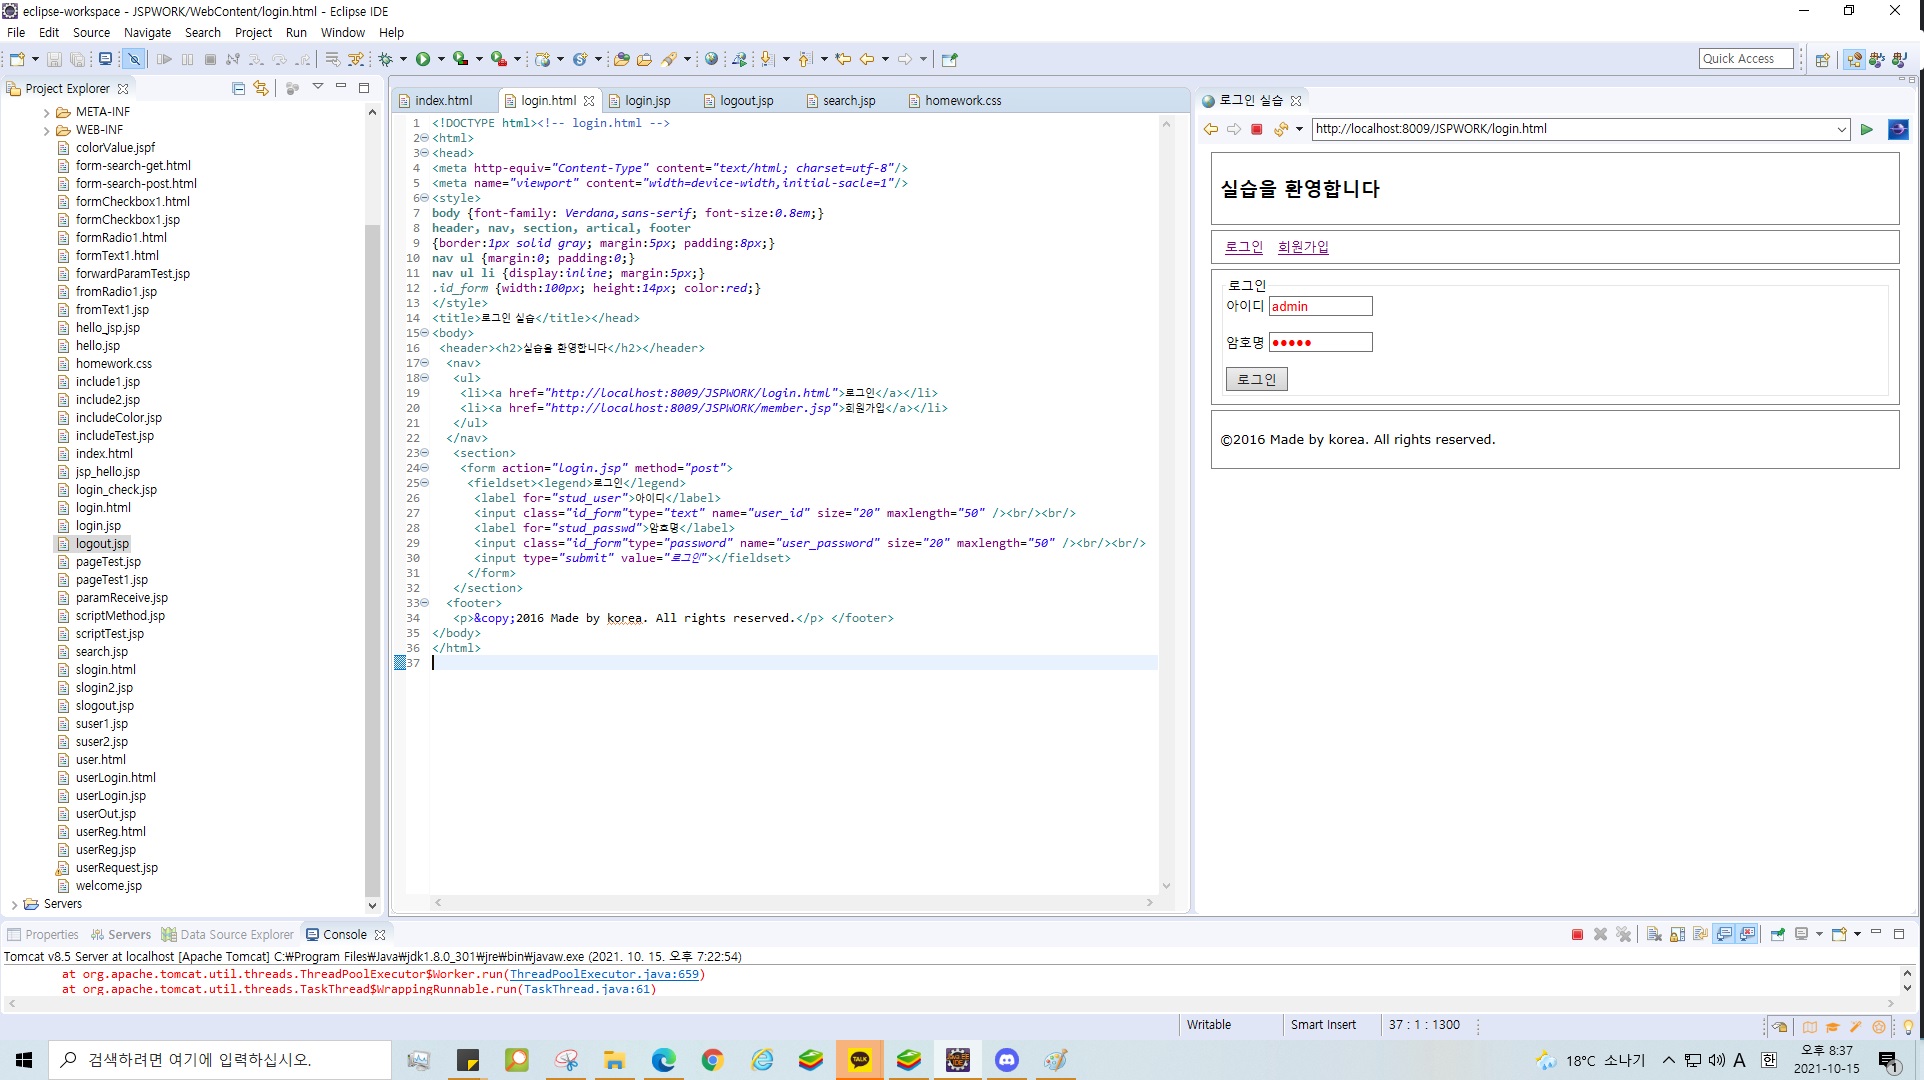 eclipse-workspace - JSPWORK/WebContent/login.html - Eclipse IDE
File Edit Source Navigate Search Project Run Window Help
Quick Access
Project Explorer
META-INF
WEB-INF
colorValue.jspf
form-search-get.html
form-search-post.html
formCheckbox1.html
formCheckbox1.jsp
formRadio1.html
formText1.html
forwardParamTest.jsp
fromRadio1.jsp
fromText1.jsp
hello_jsp.jsp
hello.jsp
homework.css
include1.jsp
include2.jsp
includeColor.jsp
includeTest.jsp
index.html
jsp_hello.jsp
login_check.jsp
login.html
login.jsp
logout.jsp
pageTest.jsp
pageTest1.jsp
paramReceive.jsp
scriptMethod.jsp
scriptTest.jsp
search.jsp
slogin.html
slogin2.jsp
slogout.jsp
suser1.jsp
suser2.jsp
user.html
userLogin.html
userLogin.jsp
userOut.jsp
userReg.html
userReg.jsp
userRequest.jsp
welcome.jsp
Servers
index.html login.html login.jsp logout.jsp search.jsp homework.css
1 <!DOCTYPE html><!-- login.html -->
2 <html>
3 <head>
4 <meta http-equiv="Content-Type" content="text/html; charset=utf-8"/>
5 <meta name="viewport" content="width=device-width,initial-sacle=1"/>
6 <style>
7 body {font-family: Verdana,sans-serif; font-size:0.8em;}
8 header, nav, section, artical, footer
9 {border:1px solid gray; margin:5px; padding:8px;}
10 nav ul {margin:0; padding:0;}
11 nav ul li {display:inline; margin:5px;}
12 .id_form {width:100px; height:14px; color:red;}
13 </style>
14 <title>로그인 실습</title></head>
15 <body>
16 <header><h2>실습을 환영합니다</h2></header>
17 <nav>
18 <ul>
19 <li><a href="http://localhost:8009/JSPWORK/login.html">로그인</a></li>
20 <li><a href="http://localhost:8009/JSPWORK/member.jsp">회원가입</a></li>
21 </ul>
22 </nav>
23 <section>
24 <form action="login.jsp" method="post">
25 <fieldset><legend>로그인</legend>
26 <label for="stud_user">아이디</label>
27 <input class="id_form"type="text" name="user_id" size="20" maxlength="50" /><br/><br/>
28 <label for="stud_passwd">암호명</label>
29 <input class="id_form"type="password" name="user_password" size="20" maxlength="50" /><br/><br/>
30 <input type="submit" value="로그인"></fieldset>
31 </form>
32 </section>
33 <footer>
34 <p>&copy;2016 Made by korea. All rights reserved.</p> </footer>
35 </body>
36 </html>
37
로그인 실습
http://localhost:8009/JSPWORK/login.html
실습을 환영합니다
로그인 회원가입
로그인
아이디 admin
암호명 ●●●●●
로그인
©2016 Made by korea. All rights reserved.
Properties Servers Data Source Explorer Console
Tomcat v8.5 Server at localhost [Apache Tomcat] C:₩Program Files₩Java₩jdk1.8.0_301₩jre₩bin₩javaw.exe (2021. 10. 15. 오후 7:22:54)
at org.apache.tomcat.util.threads.ThreadPoolExecutor$Worker.run(ThreadPoolExecutor.java:659)
at org.apache.tomcat.util.threads.TaskThread$WrappingRunnable.run(TaskThread.java:61)
Writable Smart Insert 37 : 1 : 1300
검색하려면 여기에 입력하십시오.
TALK
18°C 소나기 A 한 오후 8:37
2021-10-15
1